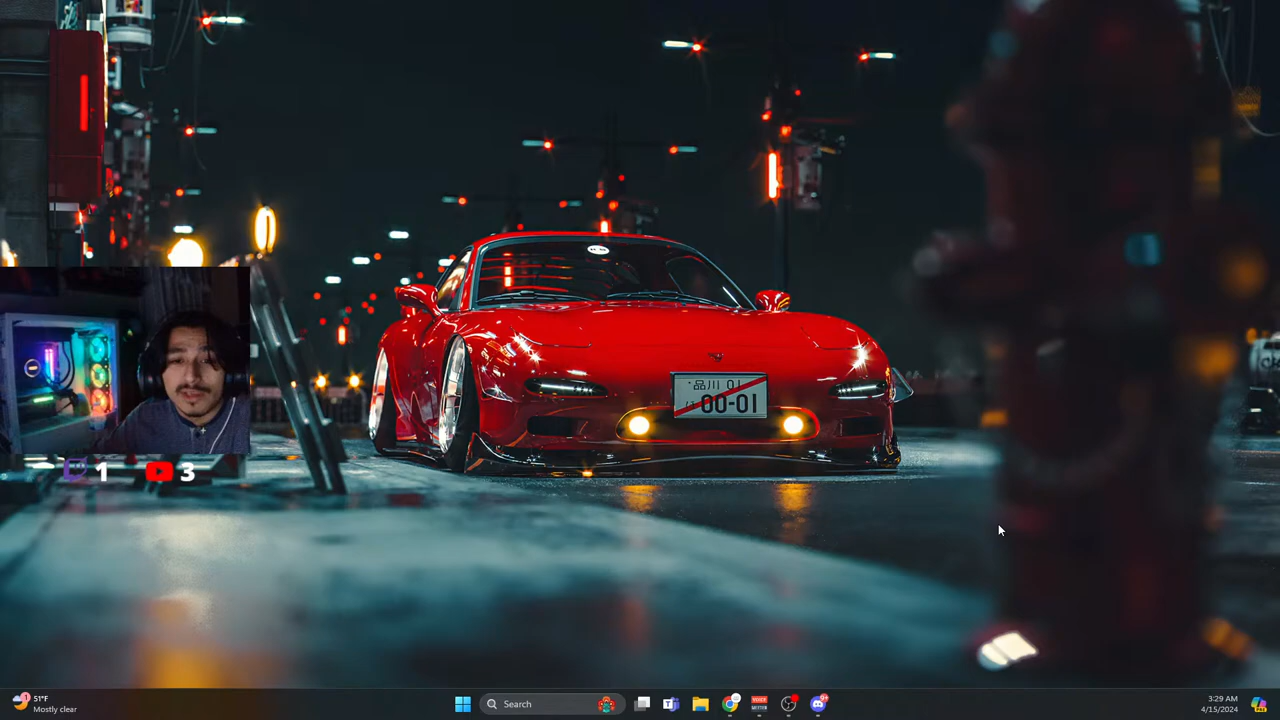 品川 01
00-01
1
3
51°F
Mostly clear
Search
3:29 AM
4/15/2024